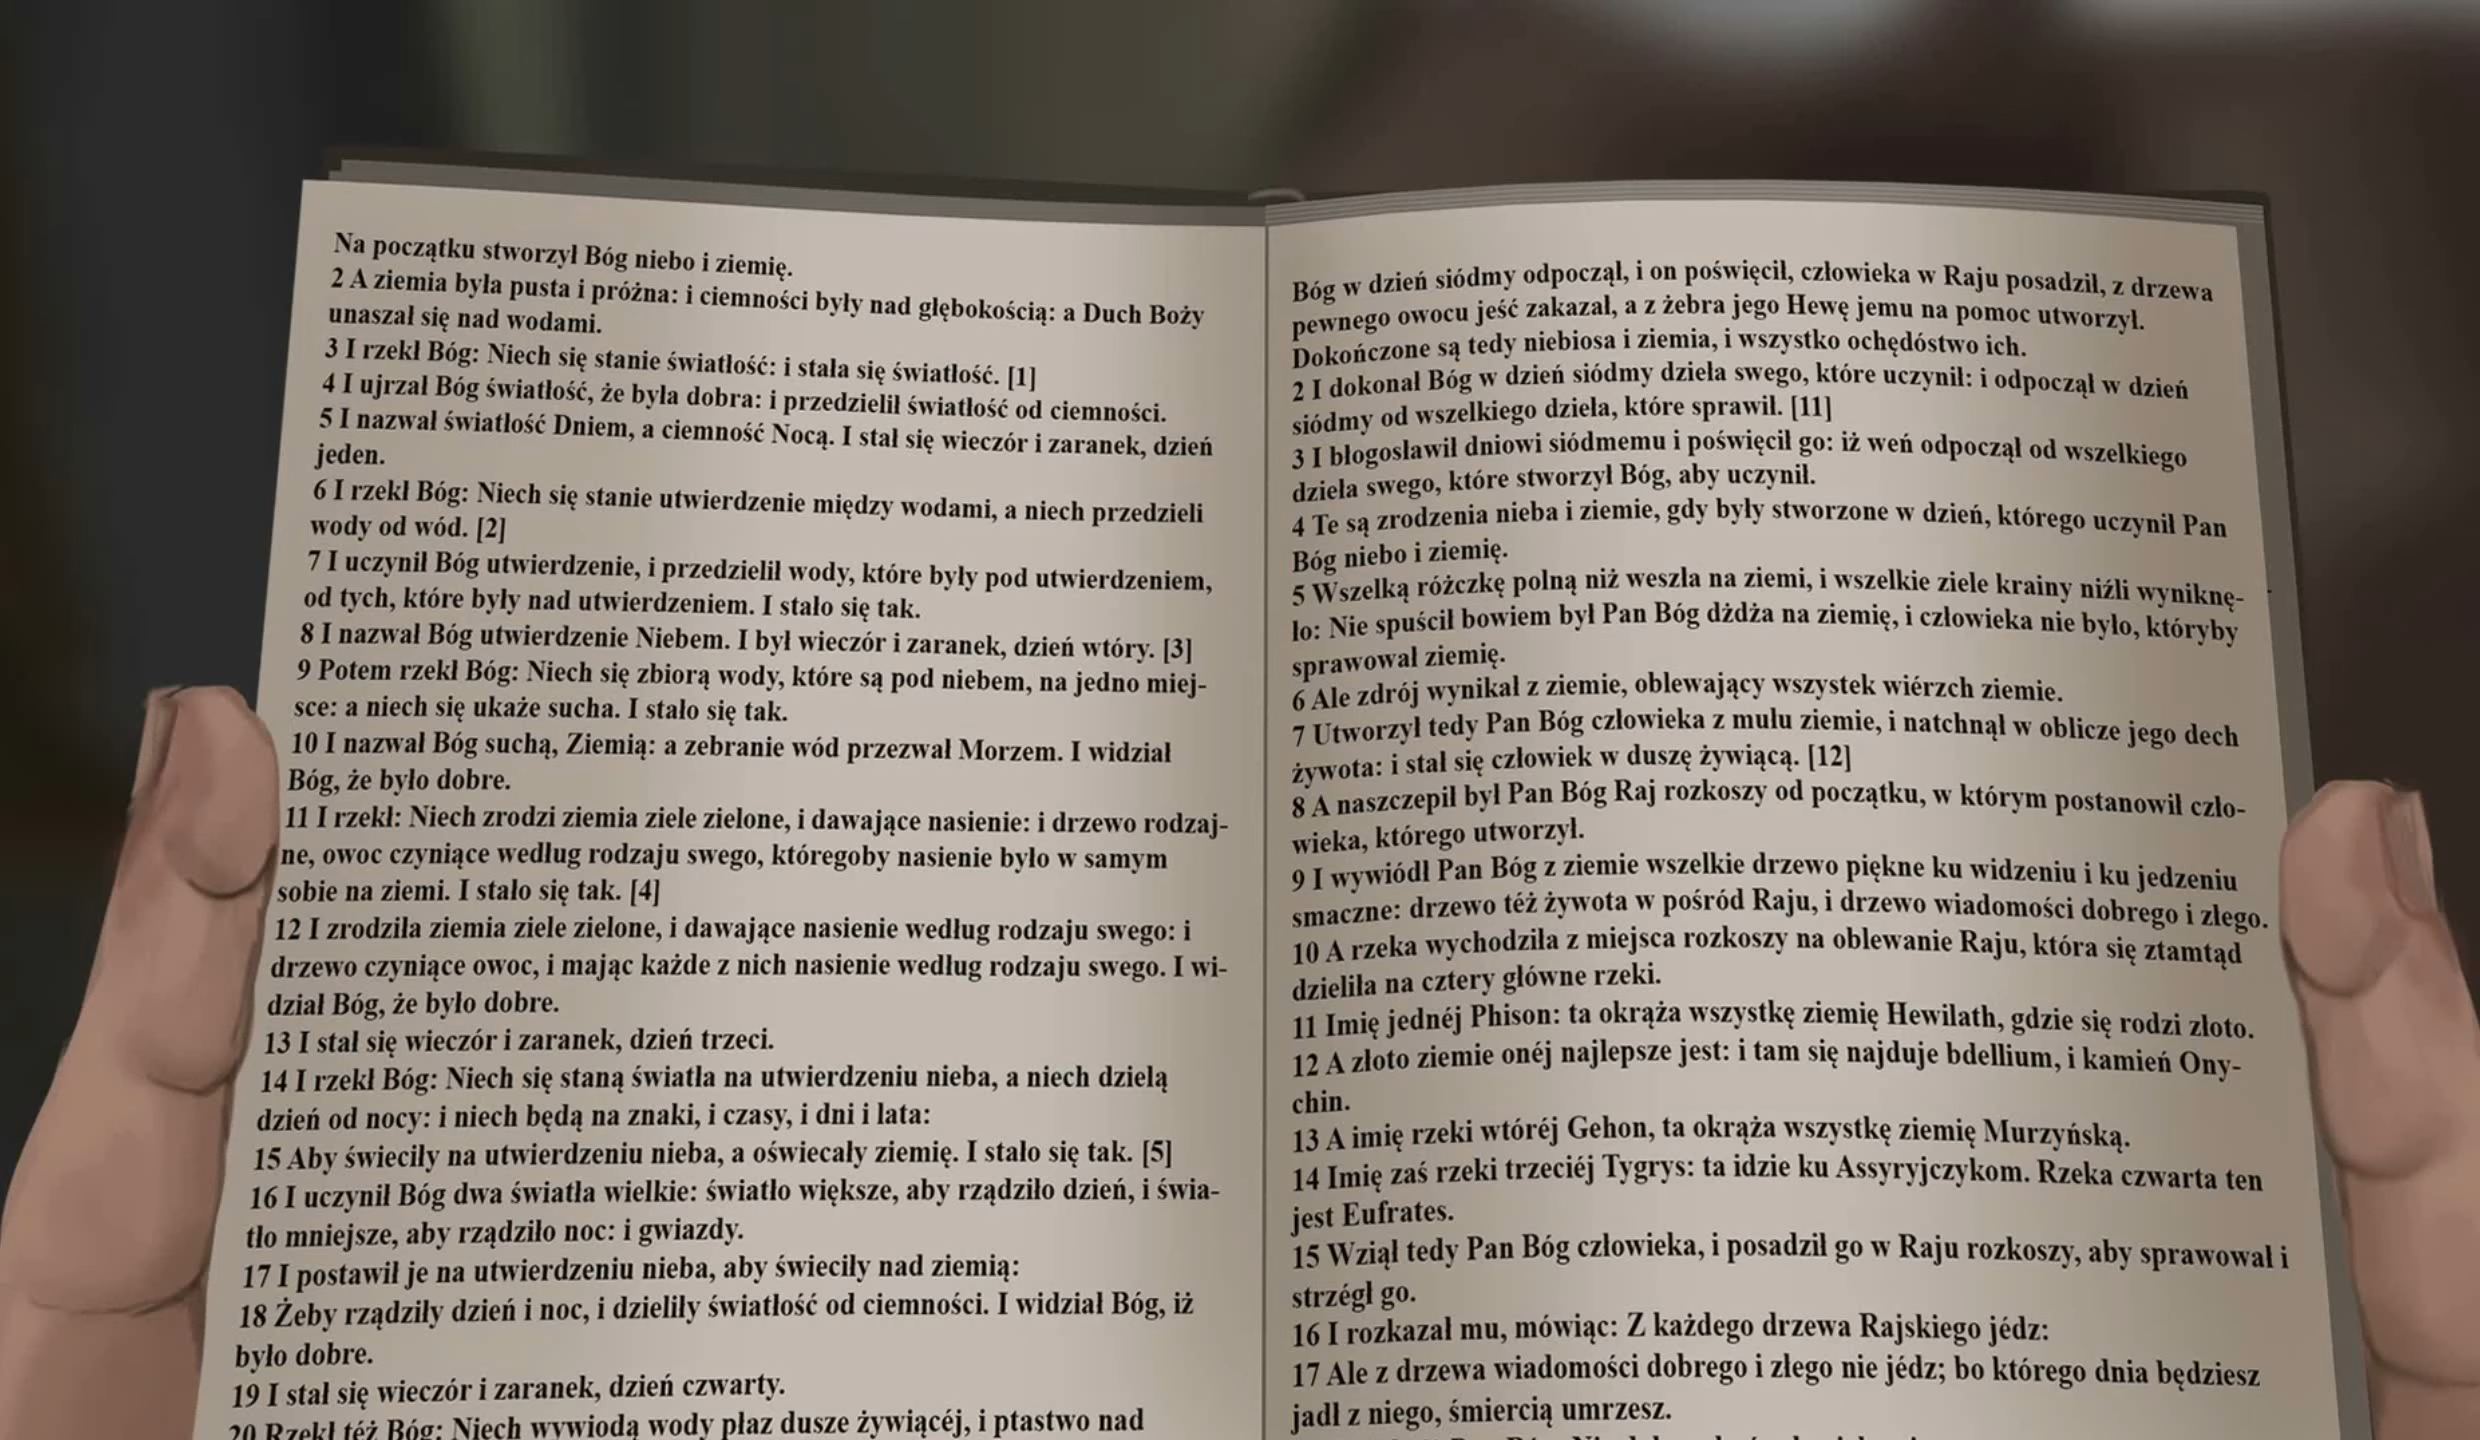 Na początku stworzył Bóg niebo i ziemię.
2 A ziemia była pusta i próżna: i ciemności były nad głębokością: a Duch Boży
unaszał się nad wodami.
3 I rzekł Bóg: Niech się stanie światłość: i stała się światłość. [1]
4 I ujrzał Bóg światłość, że była dobra: i przedzielił światłość od ciemności.
5 I nazwał światłość Dniem, a ciemność Nocą. I stał się wieczór i zaranek, dzień
jeden.
6 I rzekł Bóg: Niech się stanie utwierdzenie między wodami, a niech przedzieli
wody od wód. [2]
7 I uczynił Bóg utwierdzenie, i przedzielił wody, które były pod utwierdzeniem,
od tych, które były nad utwierdzeniem. I stało się tak.
8 I nazwał Bóg utwierdzenie Niebem. I był wieczór i zaranek, dzień wtóry. [3]
9 Potem rzekł Bóg: Niech się zbiorą wody, które są pod niebem, na jedno miej-
sce: a niech się ukaże sucha. I stało się tak.
10 I nazwał Bóg suchą, Ziemią: a zebranie wód przezwał Morzem. I widział
Bóg, że było dobre.
11 I rzekł: Niech zrodzi ziemia ziele zielone, i dawające nasienie: i drzewo rodzaj-
ne, owoc czyniące według rodzaju swego, któregoby nasienie było w samym
sobie na ziemi. I stało się tak. [4]
12 I zrodziła ziemia ziele zielone, i dawające nasienie według rodzaju swego: i
drzewo czyniące owoc, i mając każde z nich nasienie według rodzaju swego. I wi-
dział Bóg, że było dobre.
13 I stał się wieczór i zaranek, dzień trzeci.
14 I rzekł Bóg: Niech się staną światła na utwierdzeniu nieba, a niech dzielą
dzień od nocy: i niech będą na znaki, i czasy, i dni i lata:
15 Aby świeciły na utwierdzeniu nieba, a oświecały ziemię. I stało się tak. [5]
16 I uczynił Bóg dwa światła wielkie: światło większe, aby rządziło dzień, i świa-
tło mniejsze, aby rządziło noc: i gwiazdy.
17 I postawił je na utwierdzeniu nieba, aby świeciły nad ziemią:
18 Żeby rządziły dzień i noc, i dzieliły światłość od ciemności. I widział Bóg, iż
było dobre.
19 I stał się wieczór i zaranek, dzień czwarty.
20 Rzekł téż Bóg: Niech wywiodą wody płaz dusze żywiącéj, i ptastwo nad
Bóg w dzień siódmy odpoczął, i on poświęcił, człowieka w Raju posadził, z drzewa
pewnego owocu jeść zakazał, a z żebra jego Hewę jemu na pomoc utworzył.
Dokończone są tedy niebiosa i ziemia, i wszystko ochędóstwo ich.
2 I dokonał Bóg w dzień siódmy dzieła swego, które uczynił: i odpoczął w dzień
siódmy od wszelkiego dzieła, które sprawił. [11]
3 I błogosławił dniowi siódmemu i poświęcił go: iż weń odpoczął od wszelkiego
dzieła swego, które stworzył Bóg, aby uczynił.
4 Te są zrodzenia nieba i ziemie, gdy były stworzone w dzień, którego uczynił Pan
Bóg niebo i ziemię.
5 Wszelką różczkę polną niż weszła na ziemi, i wszelkie ziele krainy niźli wyniknę-
ło: Nie spuścił bowiem był Pan Bóg dżdża na ziemię, i człowieka nie było, któryby
sprawował ziemię.
6 Ale zdrój wynikał z ziemie, oblewający wszystek wiérzch ziemie.
7 Utworzył tedy Pan Bóg człowieka z mułu ziemie, i natchnął w oblicze jego dech
żywota: i stał się człowiek w duszę żywiącą. [12]
8 A naszczepił był Pan Bóg Raj rozkoszy od początku, w którym postanowił czło-
wieka, którego utworzył.
9 I wywiódł Pan Bóg z ziemie wszelkie drzewo piękne ku widzeniu i ku jedzeniu
smaczne: drzewo téż żywota w pośród Raju, i drzewo wiadomości dobrego i złego.
10 A rzeka wychodziła z miejsca rozkoszy na oblewanie Raju, która się ztamtąd
dzieliła na cztery główne rzeki.
11 Imię jednéj Phison: ta okrąża wszystkę ziemię Hewilath, gdzie się rodzi złoto.
12 A złoto ziemie onéj najlepsze jest: i tam się najduje bdellium, i kamień Ony-
chin.
13 A imię rzeki wtóréj Gehon, ta okrąża wszystkę ziemię Murzyńską.
14 Imię zaś rzeki trzeciéj Tygrys: ta idzie ku Assyryjczykom. Rzeka czwarta ten
jest Eufrates.
15 Wziął tedy Pan Bóg człowieka, i posadził go w Raju rozkoszy, aby sprawował i
strzégł go.
16 I rozkazał mu, mówiąc: Z każdego drzewa Rajskiego jédz:
17 Ale z drzewa wiadomości dobrego i złego nie jédz; bo którego dnia będziesz
jadł z niego, śmiercią umrzesz.